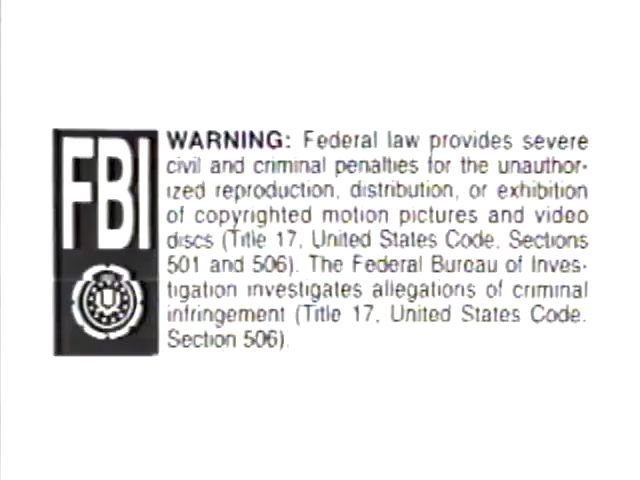 FBI
WARNING: Federal law provides severe
civil and criminal penalties for the unauthor-
ized reproduction, distribution, or exhibition
of copyrighted motion pictures and video
discs (Title 17, United States Code, Sections
501 and 506). The Federal Bureau of Inves-
tigation investigates allegations of criminal
infringement (Title 17, United States Code,
Section 506).